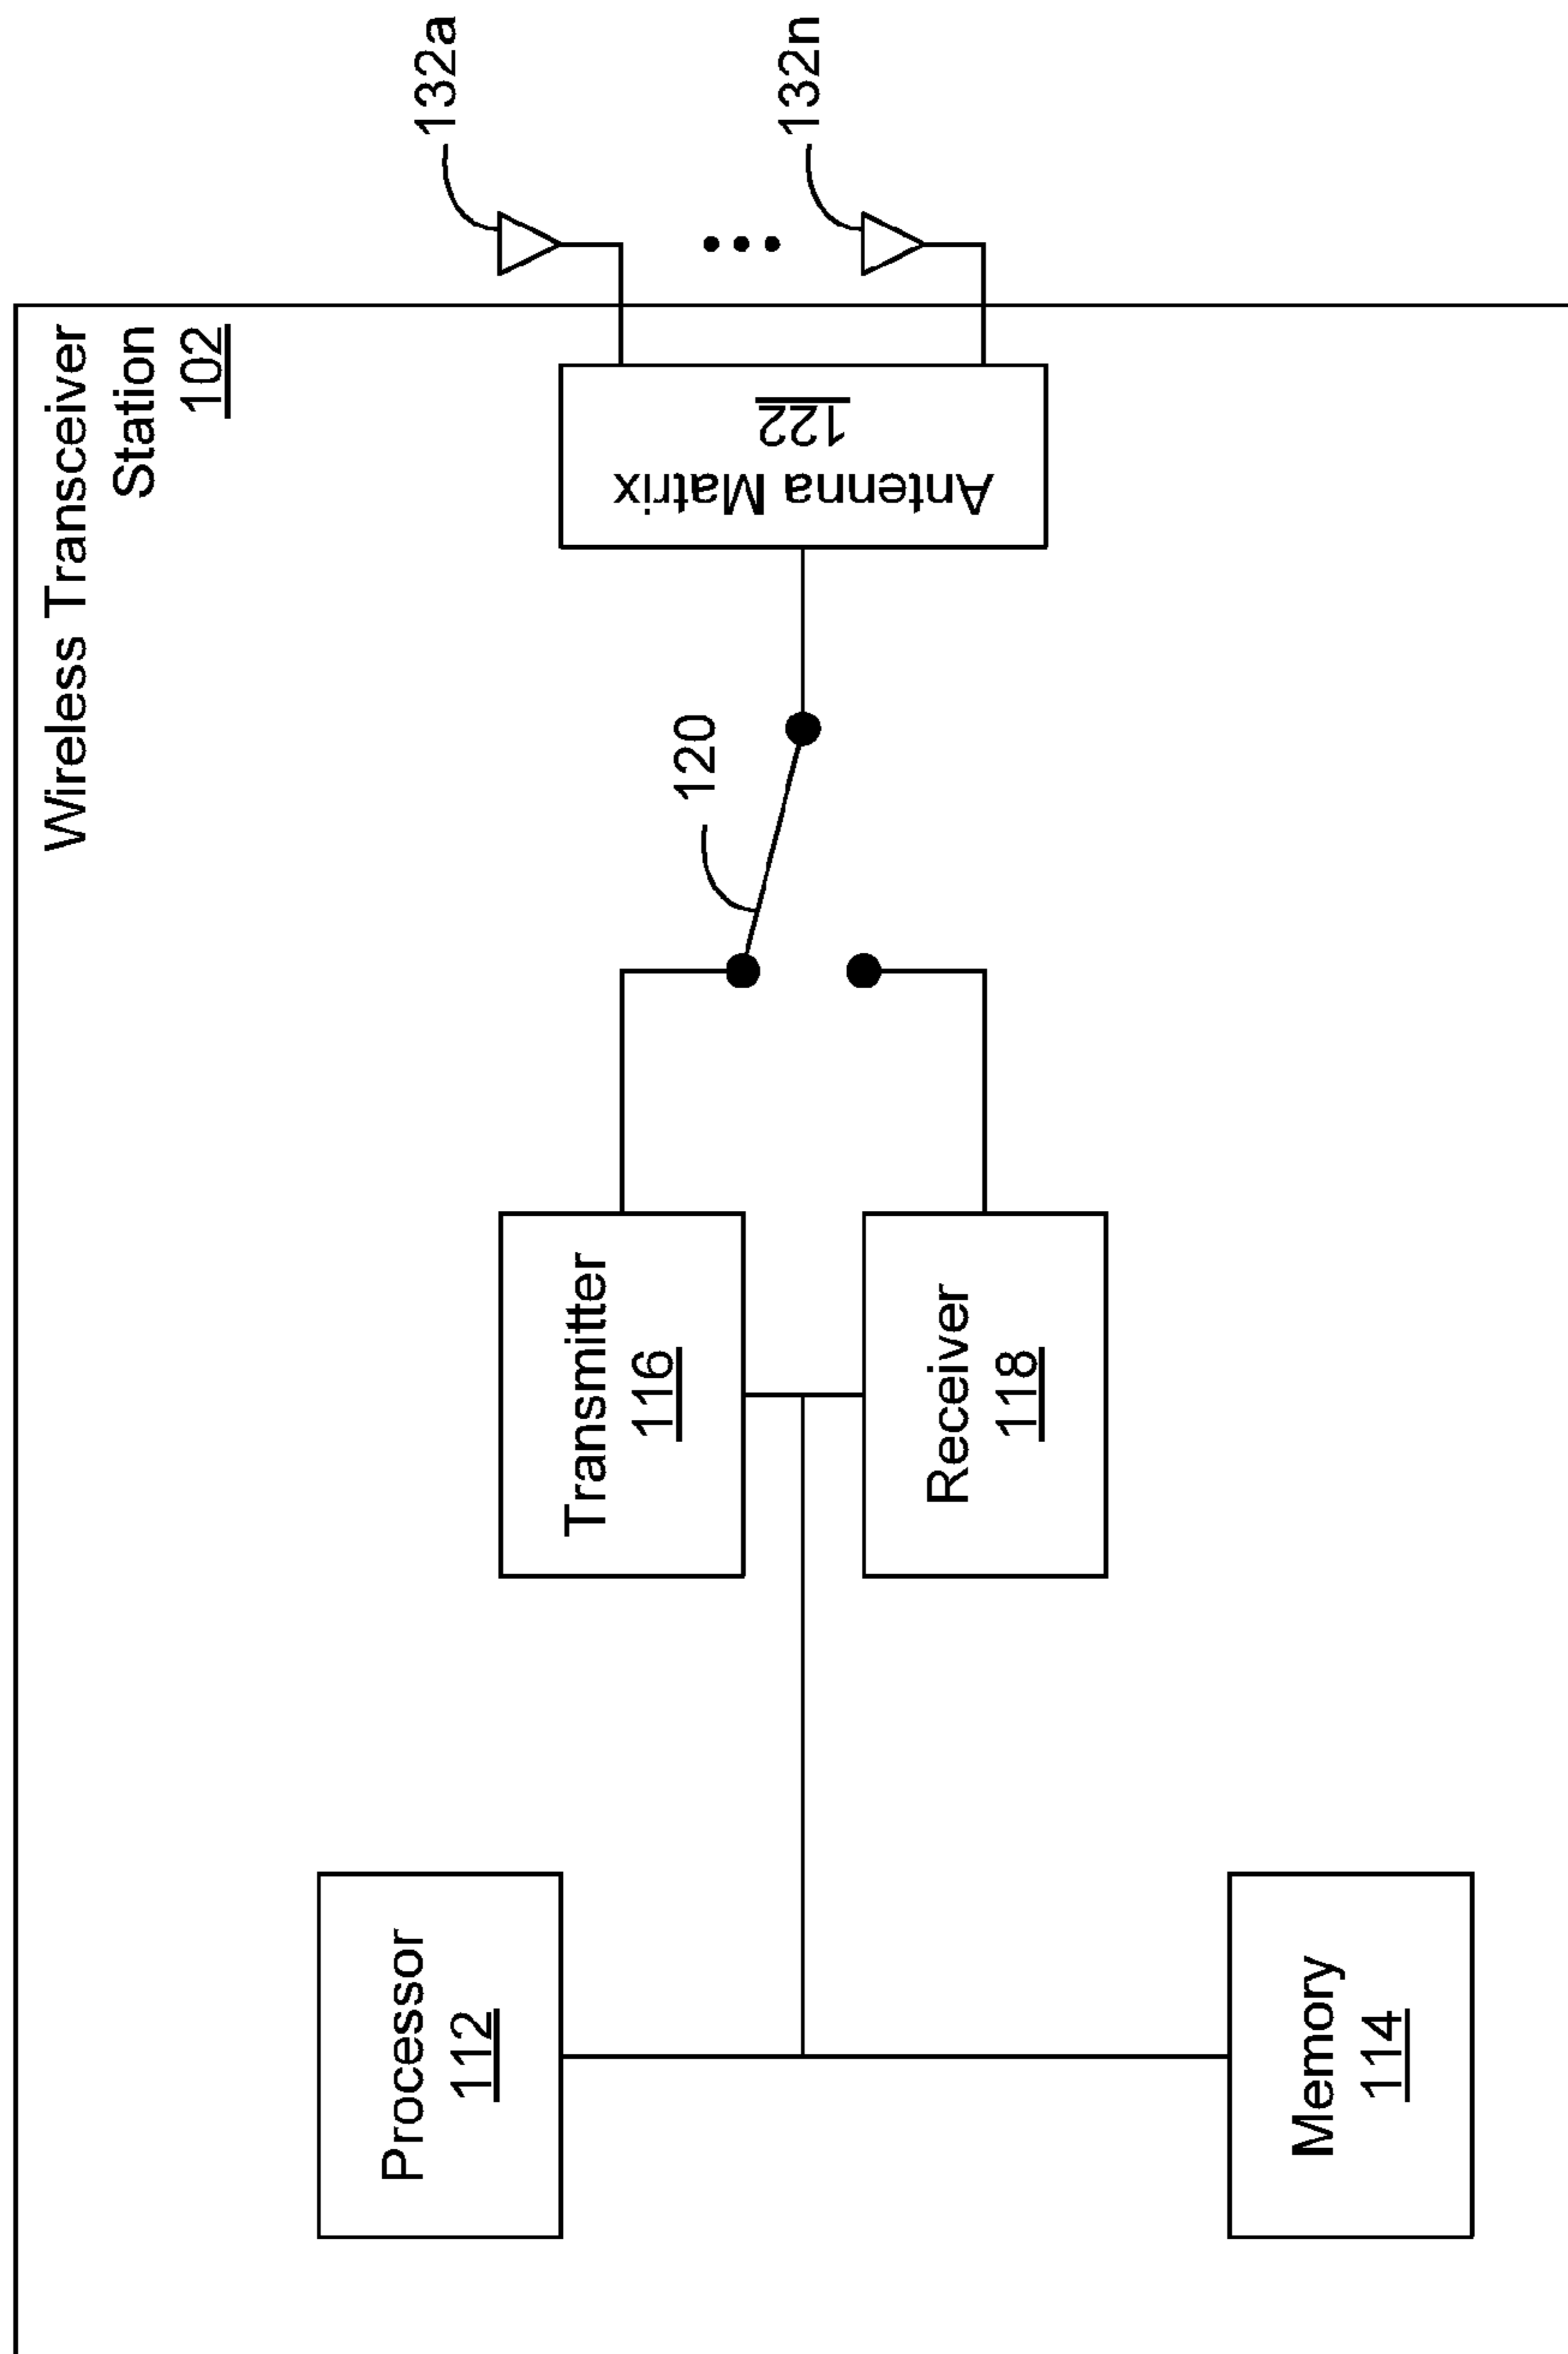 Wireless Transceiver
Station
102
132a
132n
Antenna Matrix
122
120
Transmitter
116
Receiver
118
Processor
112
Memory
114